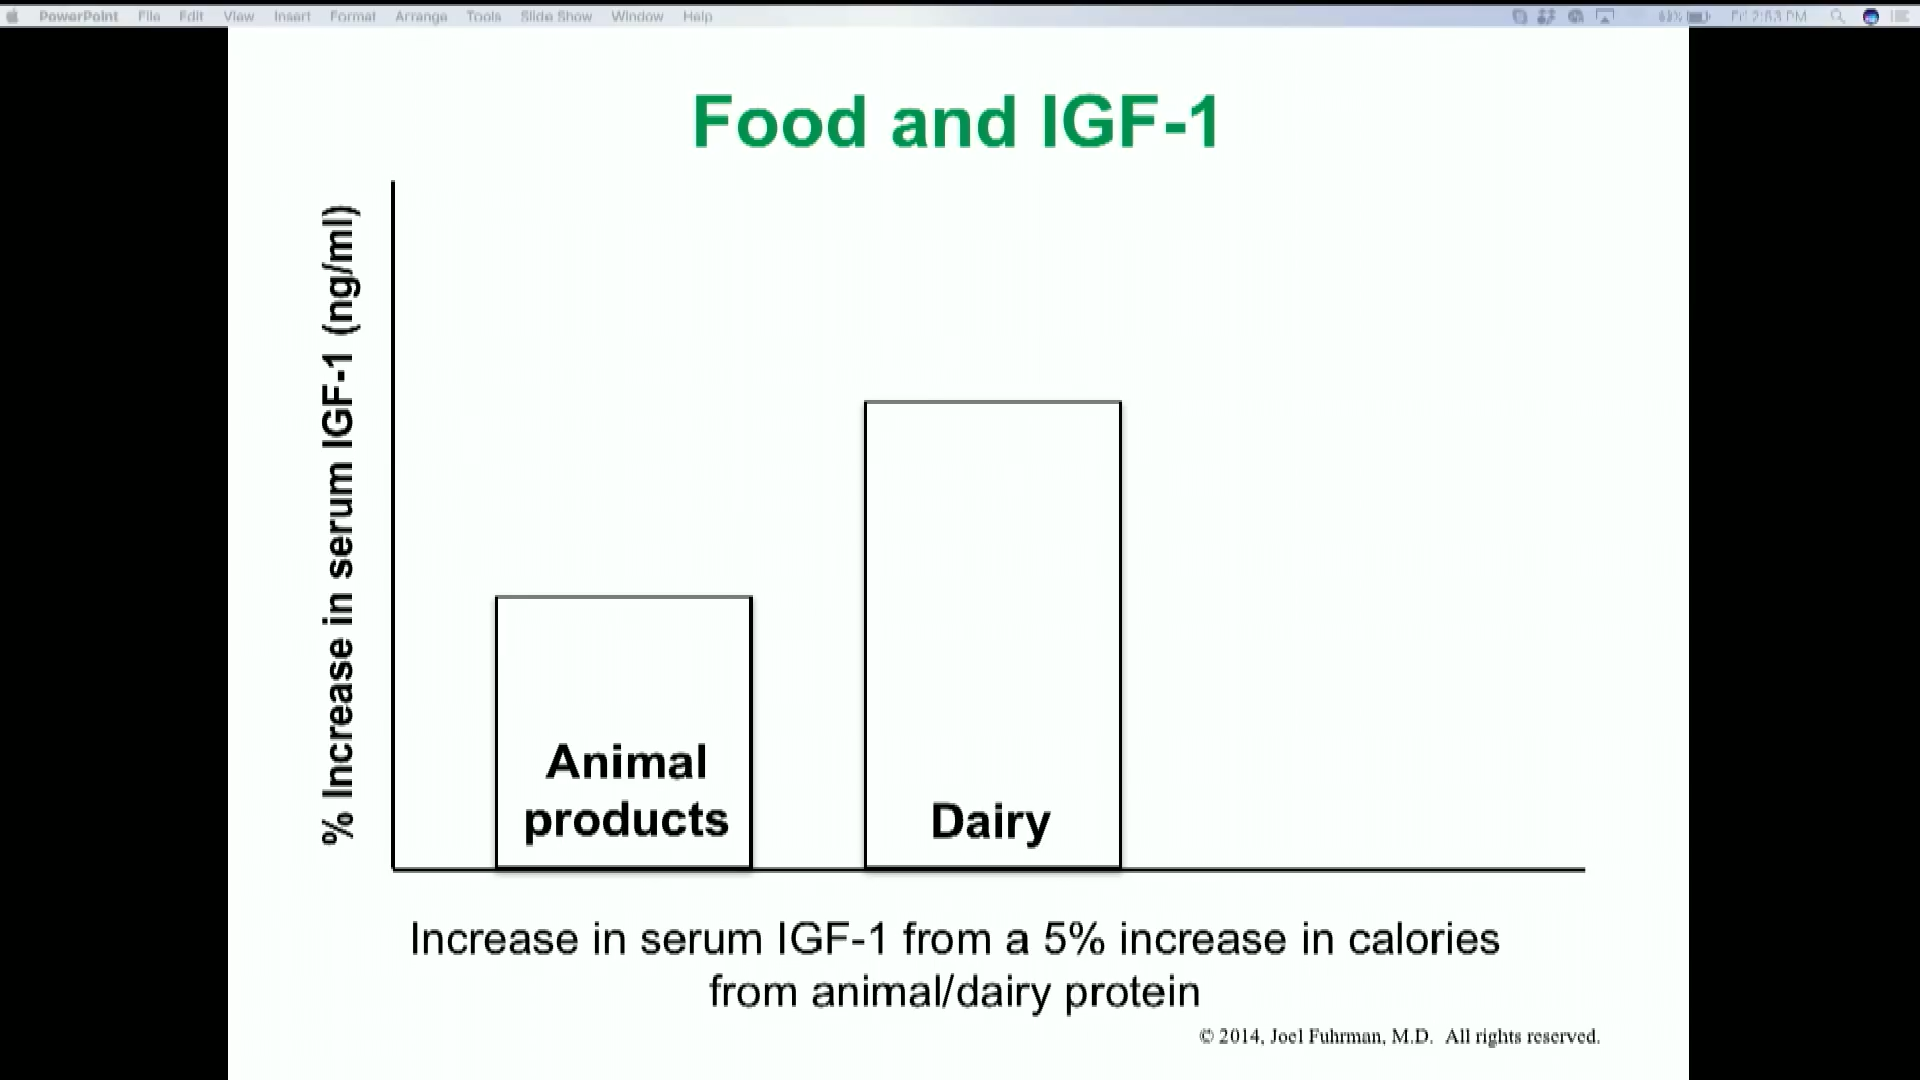 PowerPoint File Edit View Insert Format Arrange Tools Slide Show Window Help
Food and IGF-1
% Increase in serum IGF-1 (ng/ml)
Animal
products
Dairy
Increase in serum IGF-1 from a 5% increase in calories
from animal/dairy protein
© 2014, Joel Fuhrman, M.D. All rights reserved.